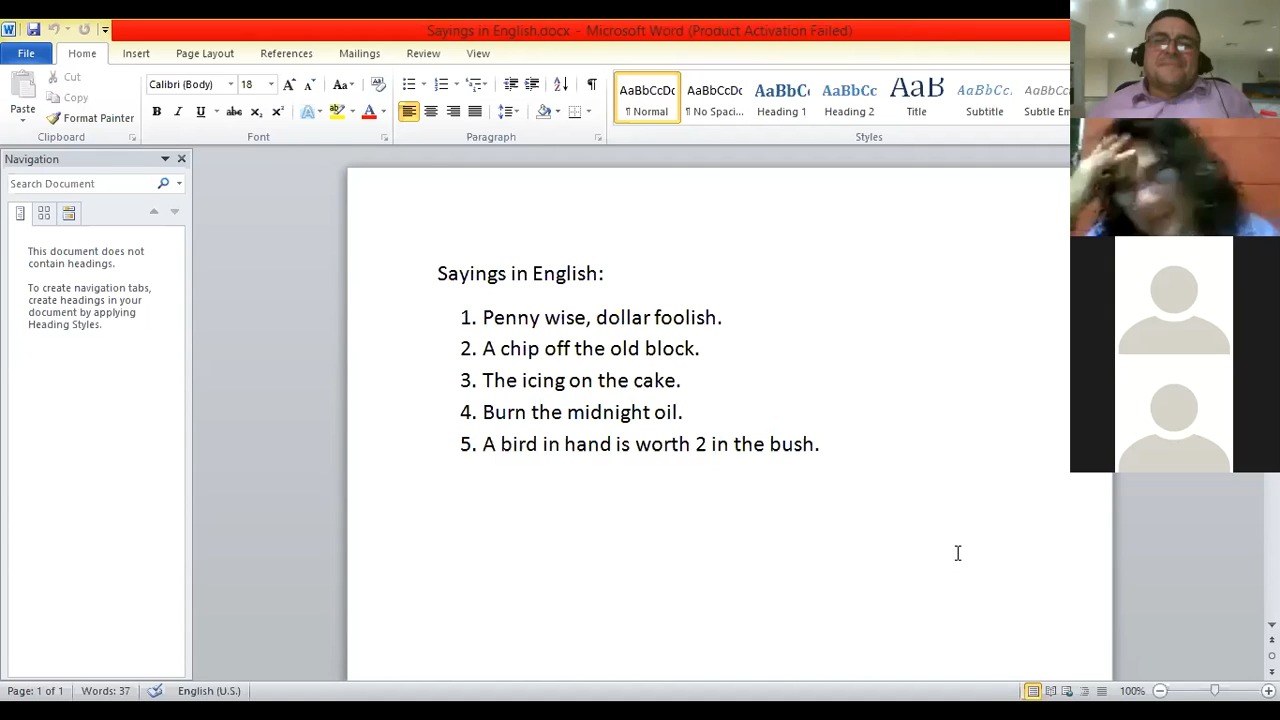 Sayings in English.docx - Microsoft Word (Product Activation Failed)
File Home Insert Page Layout References Mailings Review View
Cut
Copy
Format Painter
Paste
Clipboard
Calibri (Body) 18
Font
Paragraph
AaBbCcDc AaBbCcDc AaBbC AaBbCc AaB AaBbCc. AaBbCcD
¶ Normal ¶ No Spaci... Heading 1 Heading 2 Title Subtitle Subtle Em
Styles
Navigation
Search Document
This document does not
contain headings.
To create navigation tabs,
create headings in your
document by applying
Heading Styles.
Sayings in English:
1. Penny wise, dollar foolish.
2. A chip off the old block.
3. The icing on the cake.
4. Burn the midnight oil.
5. A bird in hand is worth 2 in the bush.
Page: 1 of 1 Words: 37 English (U.S.) 100%